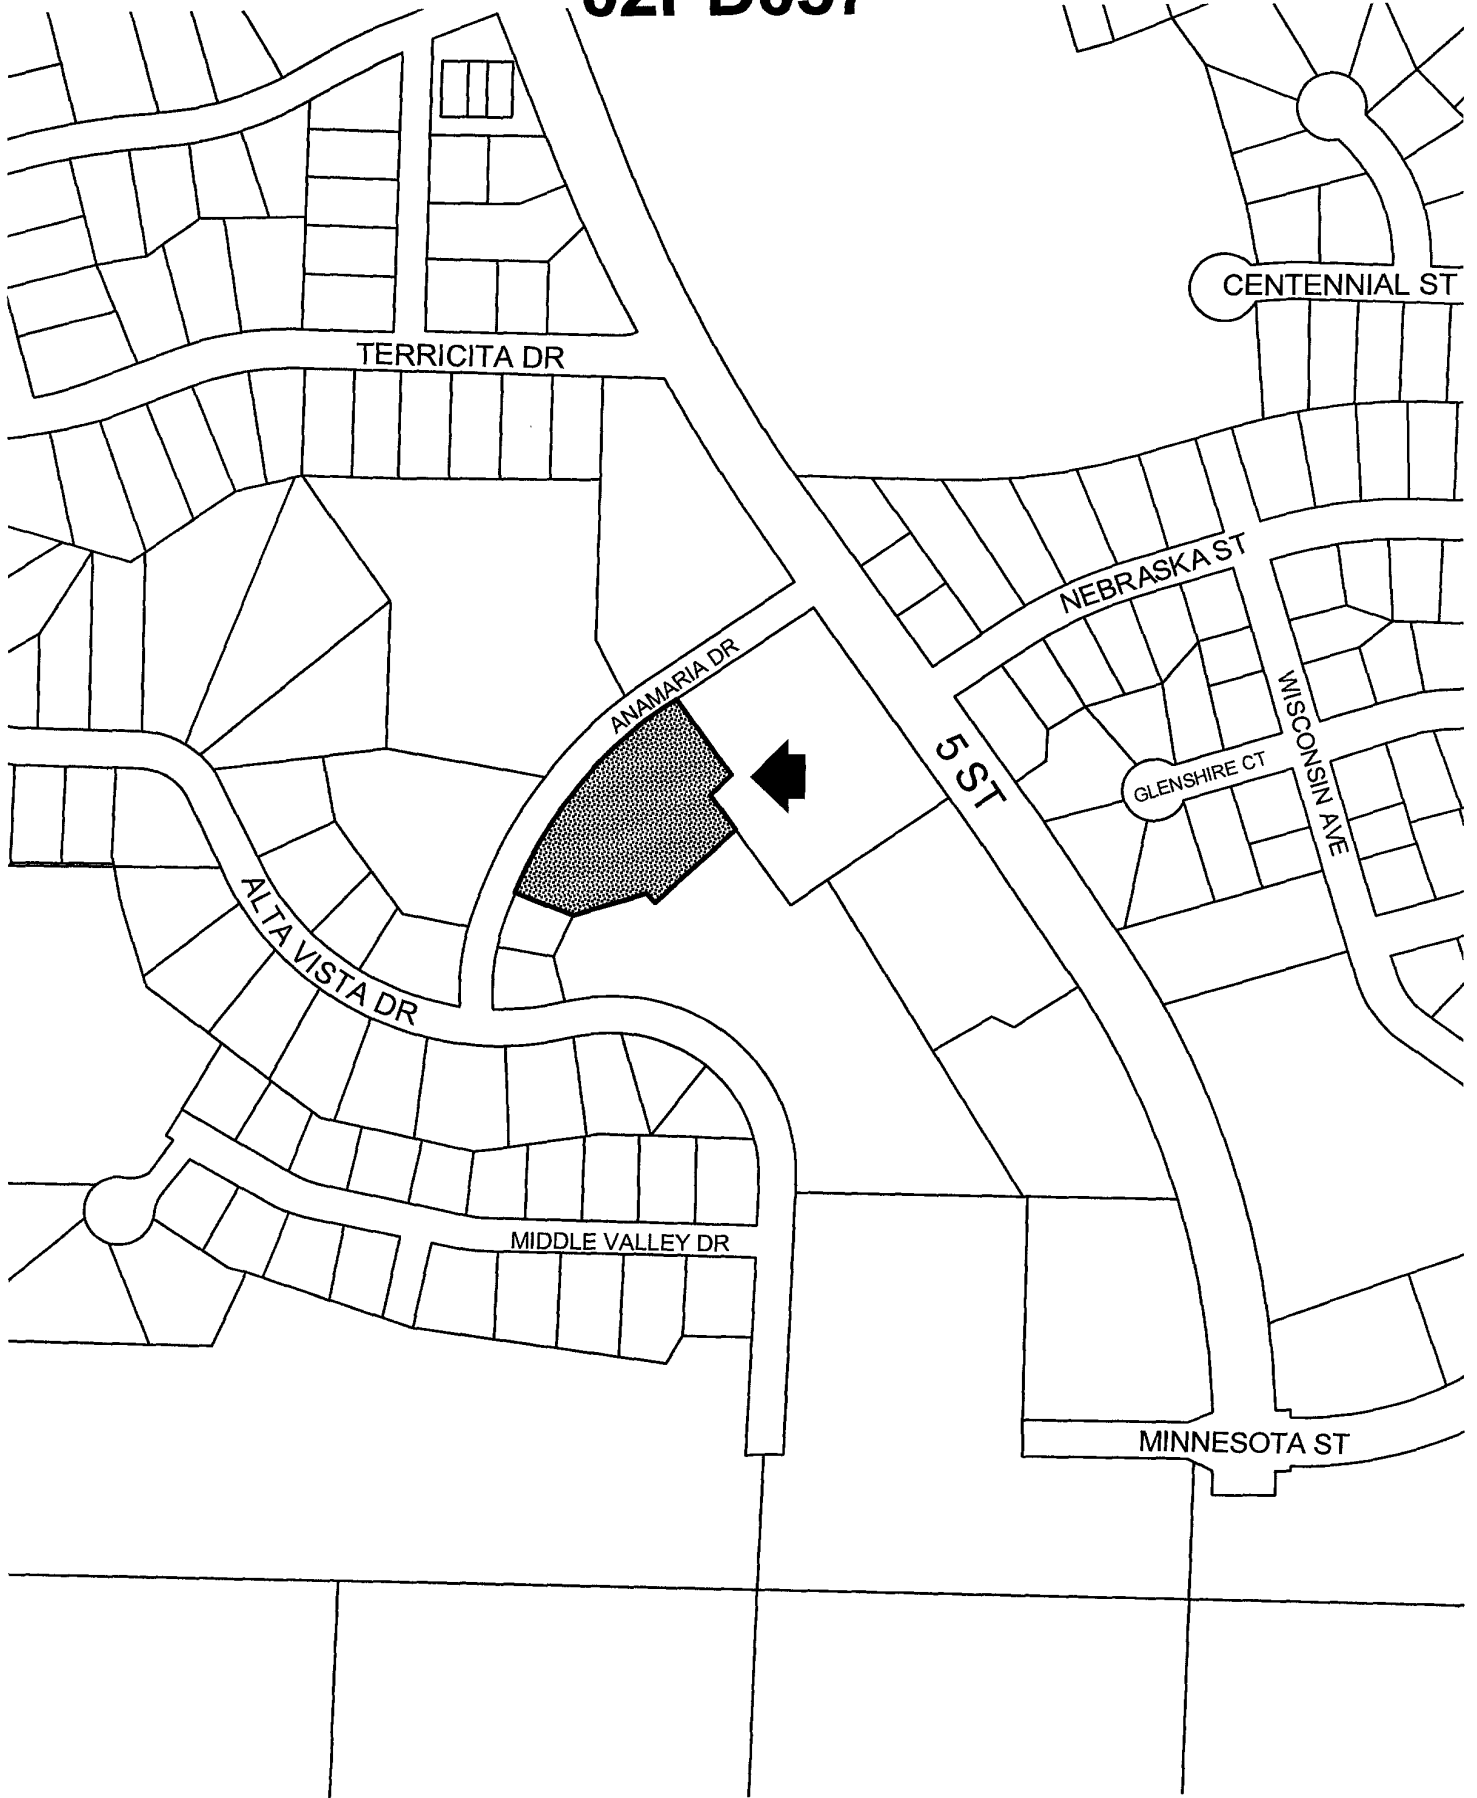 CENTENNIAL ST
TERRICITA DR
NEBRASKA ST
ANAMARIA DR
WISCONSIN AVE
5 ST
GLENSHIRE CT
ALTA VISTA DR
MIDDLE VALLEY DR
MINNESOTA ST